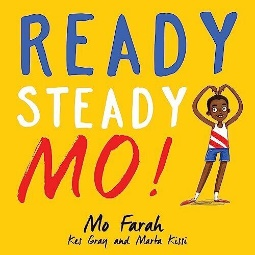 READY
STEADY
MO!
Mo Farah
Kes Gray and Marta Kissi